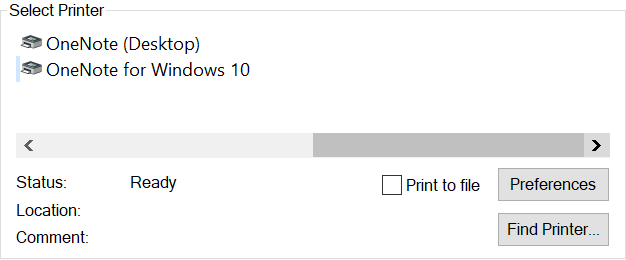 Select Printer
OneNote (Desktop)
OneNote for Windows 10
Status: Ready
Print to file
Preferences
Location:
Find Printer...
Comment: